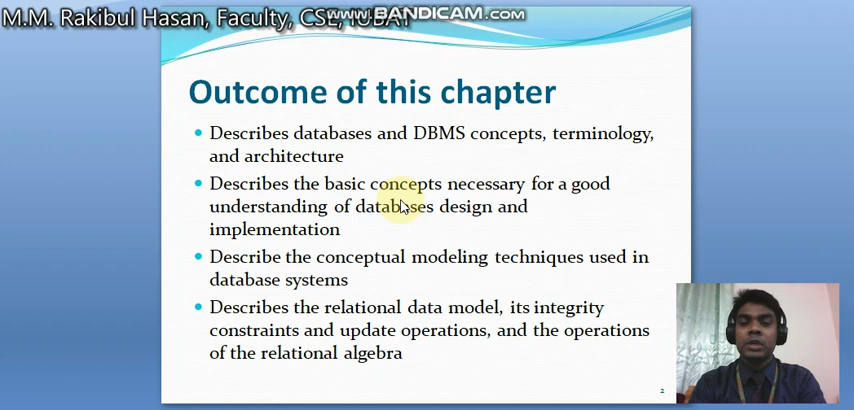 M.M. Rakibul Hasan, Faculty, CSE, IUBAT
www.BANDICAM.com
Outcome of this chapter
Describes databases and DBMS concepts, terminology,
and architecture
Describes the basic concepts necessary for a good
understanding of databases design and
implementation
Describe the conceptual modeling techniques used in
database systems
Describes the relational data model, its integrity
constraints and update operations, and the operations
of the relational algebra
2